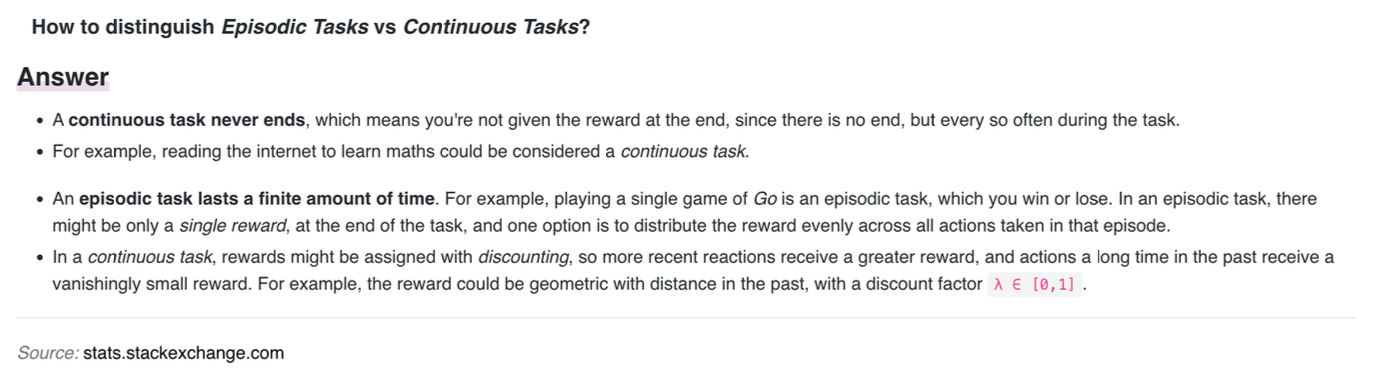 How to distinguish Episodic Tasks vs Continuous Tasks?
Answer
• A continuous task never ends, which means you're not given the reward at the end, since there is no end, but every so often during the task.
• For example, reading the internet to learn maths could be considered a continuous task.
• An episodic task lasts a finite amount of time. For example, playing a single game of Go is an episodic task, which you win or lose. In an episodic task, there
might be only a single reward, at the end of the task, and one option is to distribute the reward evenly across all actions taken in that episode.
• In a continuous task, rewards might be assigned with discounting, so more recent reactions receive a greater reward, and actions a long time in the past receive a
vanishingly small reward. For example, the reward could be geometric with distance in the past, with a discount factor λ ∈ [0,1] .
Source: stats.stackexchange.com